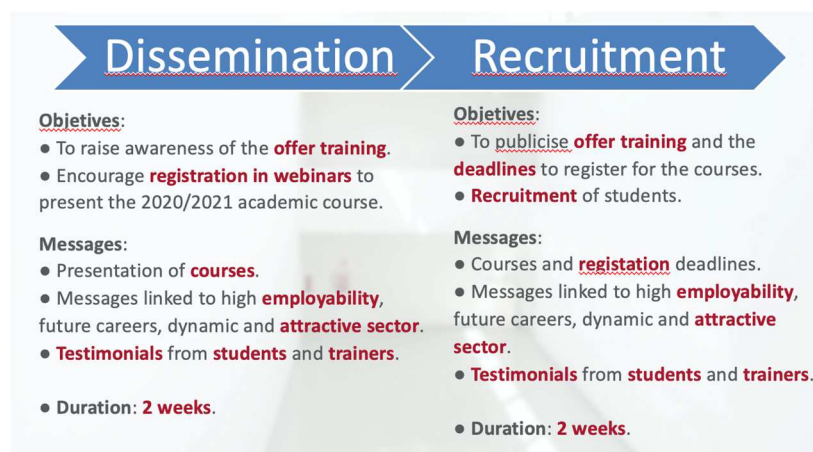 Dissemination
Objetives:
● To raise awareness of the offer training.
● Encourage registration in webinars to
present the 2020/2021 academic course.
Messages:
● Presentation of courses.
● Messages linked to high employability,
future careers, dynamic and attractive sector.
● Testimonials from students and trainers.
● Duration: 2 weeks.
Recruitment
Objetives:
● To publicise offer training and the
deadlines to register for the courses.
● Recruitment of students.
Messages:
● Courses and registation deadlines.
● Messages linked to high employability,
future careers, dynamic and attractive
sector.
● Testimonials from students and trainers.
● Duration: 2 weeks.